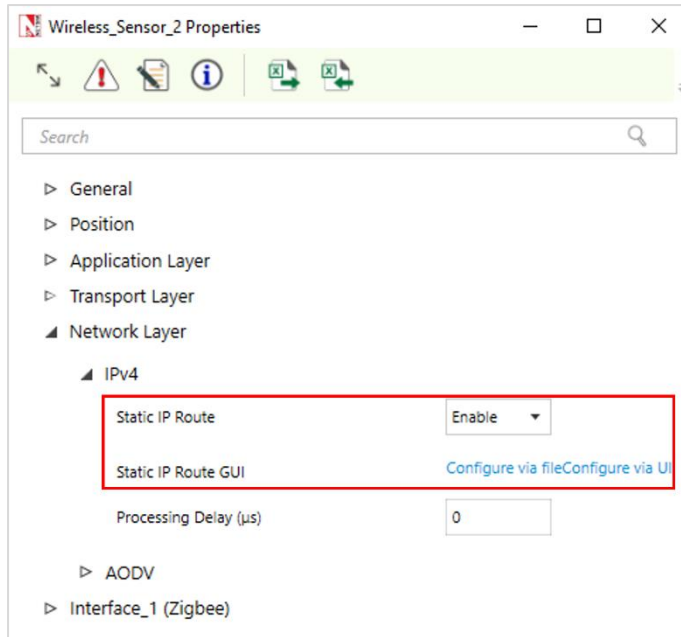 Wireless_Sensor_2 Properties
Search
General
Position
Application Layer
Transport Layer
Network Layer
IPv4
Static IP Route Enable
Static IP Route GUI Configure via fileConfigure via UI
Processing Delay (µs) 0
AODV
Interface_1 (Zigbee)